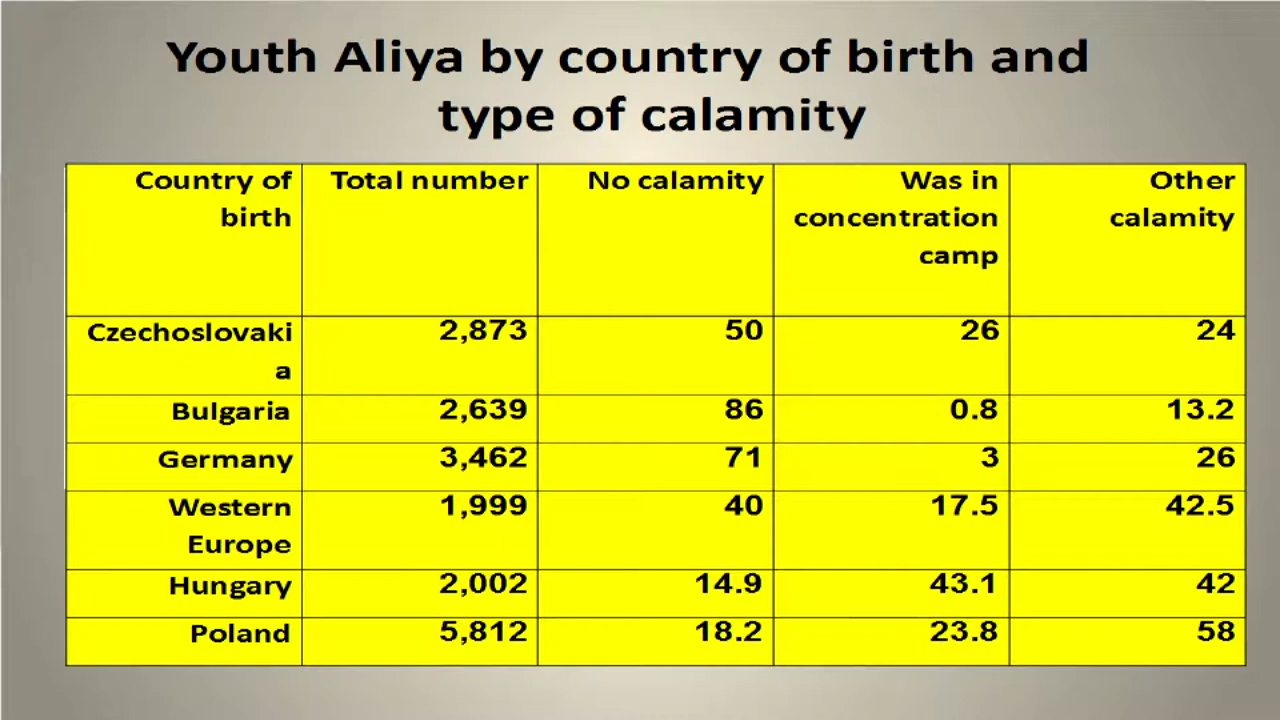 Youth Aliya by country of birth and
type of calamity
Country of
birth
Total number
No calamity
Was in
concentration
camp
Other
calamity
Czechoslovaki
a
2,873
50
26
24
Bulgaria
2,639
86
0.8
13.2
Germany
3,462
71
3
26
Western
Europe
1,999
40
17.5
42.5
Hungary
2,002
14.9
43.1
42
Poland
5,812
18.2
23.8
58